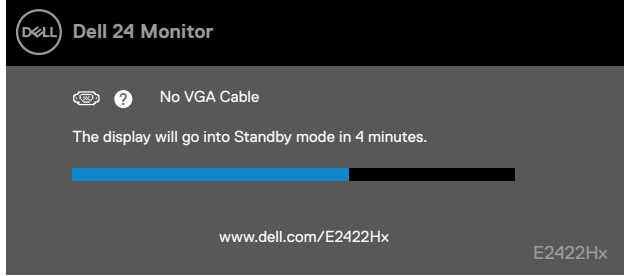 DELL Dell 24 Monitor
? No VGA Cable
The display will go into Standby mode in 4 minutes.
www.dell.com/E2422Hx
E2422Hx